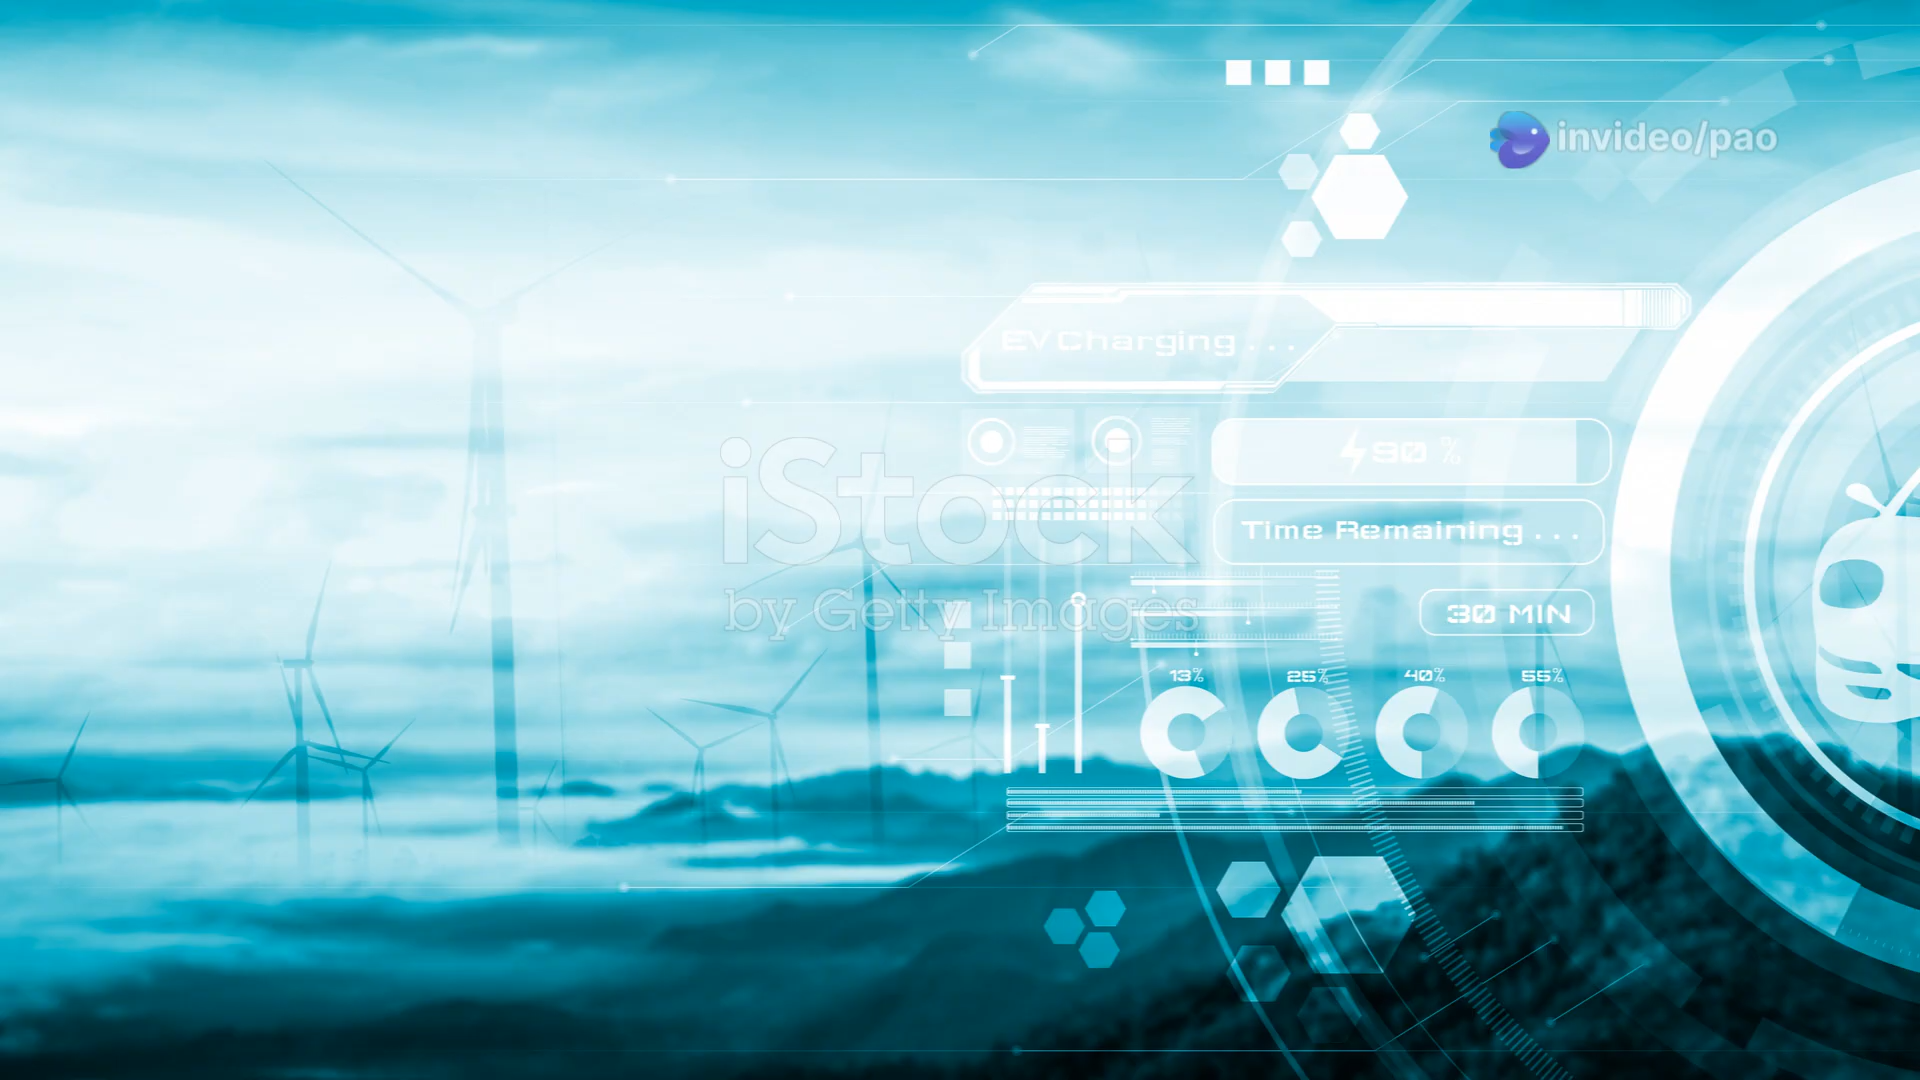 invideo/pao
EV Charging . . .
90 %
iStock
Time Remaining . . .
by Getty Images
30 MIN
13%
25%
40%
55%